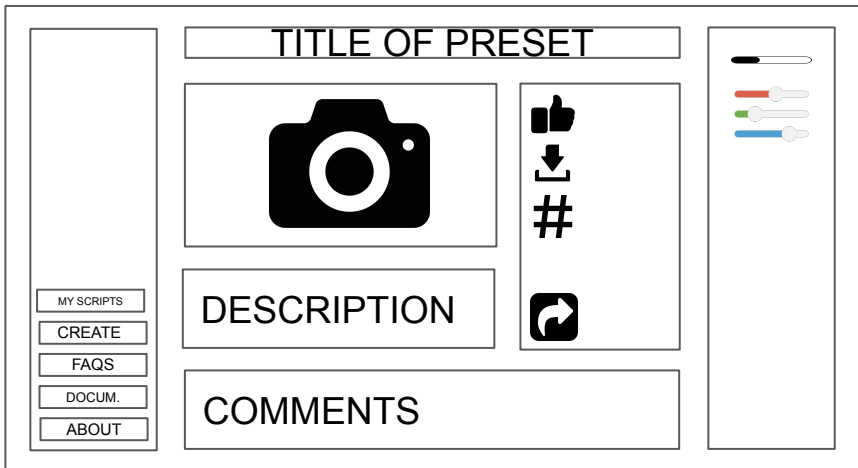 TITLE OF PRESET
#
DESCRIPTION
COMMENTS
MY SCRIPTS
CREATE
FAQS
DOCUM.
ABOUT